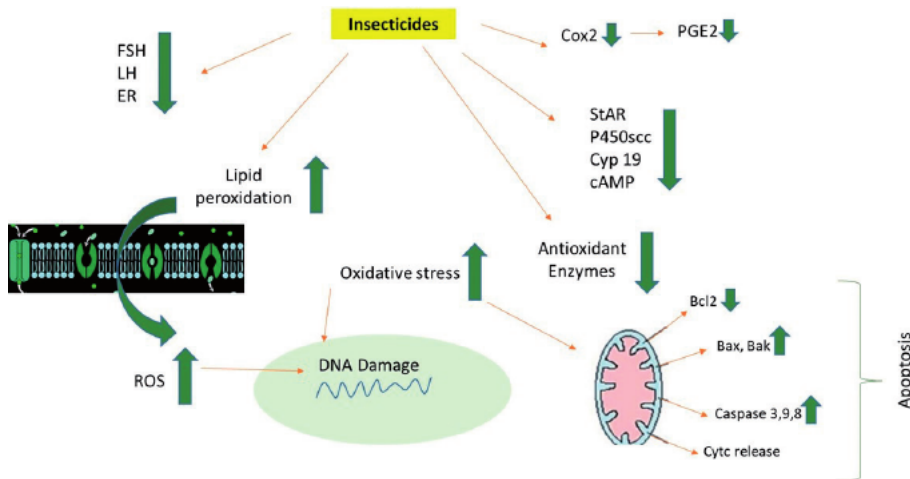 Insecticides
Cox2
PGE2
FSH
LH
ER
StAR
P450scc
Cyp 19
cAMP
Lipid
peroxidation
Antioxidant
Enzymes
Oxidative stress
Bcl2
Bax, Bak
DNA Damage
ROS
Caspase 3,9,8
Cytc release
Apoptosis